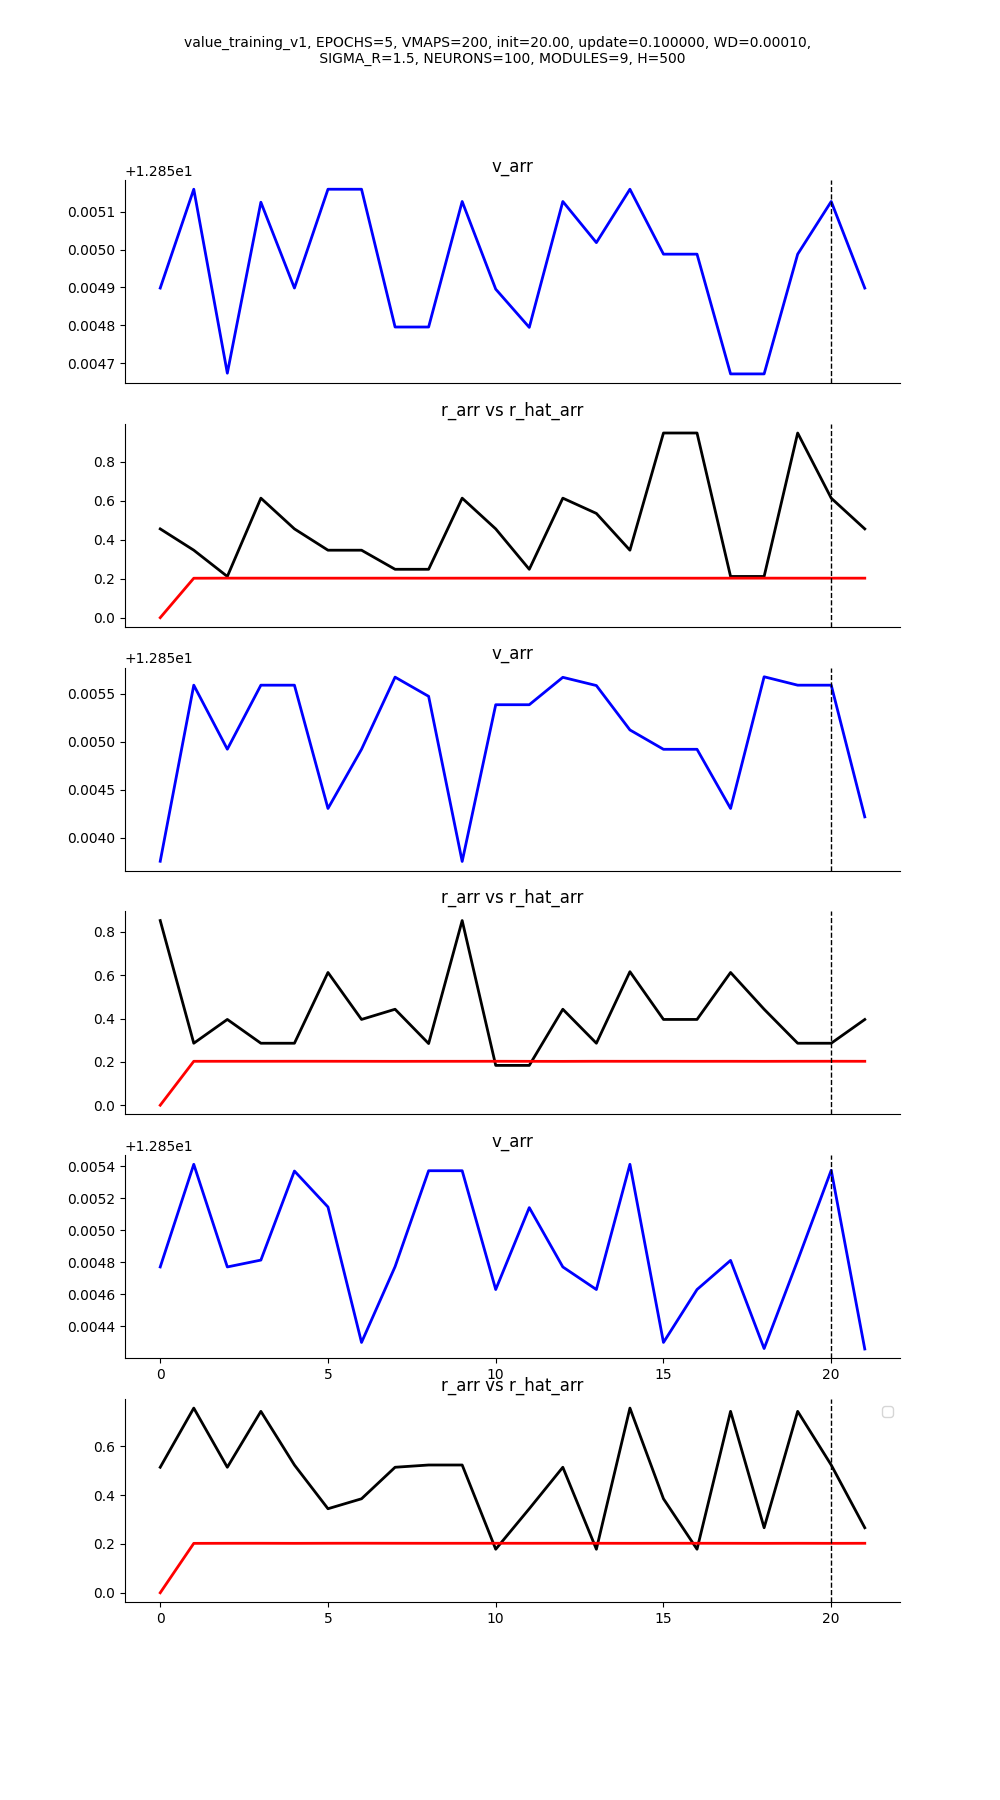 value_training_v1, EPOCHS=5, VMAPS=200, init=20.00, update=0.100000, WD=0.00010,
SIGMA_R=1.5, NEURONS=100, MODULES=9, H=500
+1.285e1
v_arr
0.0051
0.0050
0.0049
0.0048
0.0047
r_arr vs r_hat_arr
0.8
0.6
0.4
0.2
0.0
+1.285e1
v_arr
0.0055
0.0050
0.0045
0.0040
r_arr vs r_hat_arr
0.8
0.6
0.4
0.2
0.0
+1.285e1
v_arr
0.0054
0.0052
0.0050
0.0048
0.0046
0.0044
0 5 10 15 20
r_arr vs r_hat_arr
0.6
0.4
0.2
0.0
0 5 10 15 20